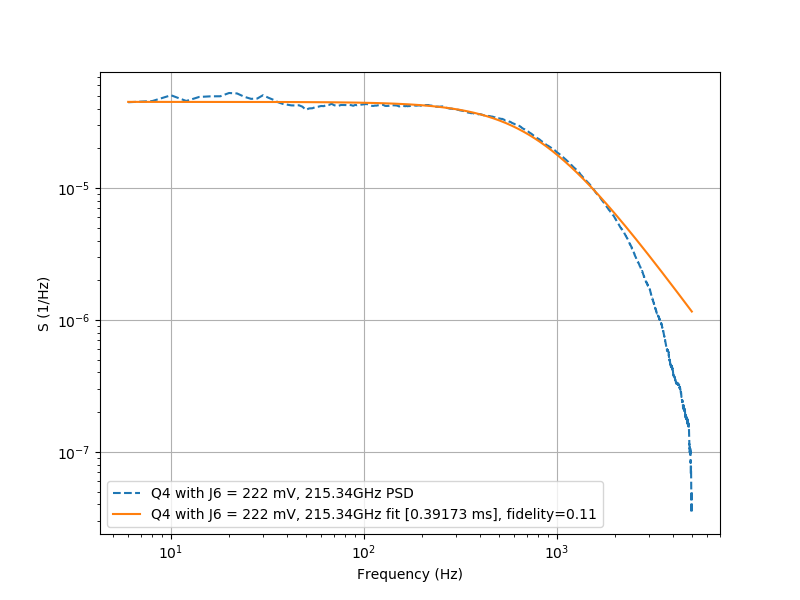 10⁻⁵
10⁻⁶
10⁻⁷
S (1/Hz)
Q4 with J6 = 222 mV, 215.34GHz PSD
Q4 with J6 = 222 mV, 215.34GHz fit [0.39173 ms], fidelity=0.11
10¹ 10² 10³
Frequency (Hz)